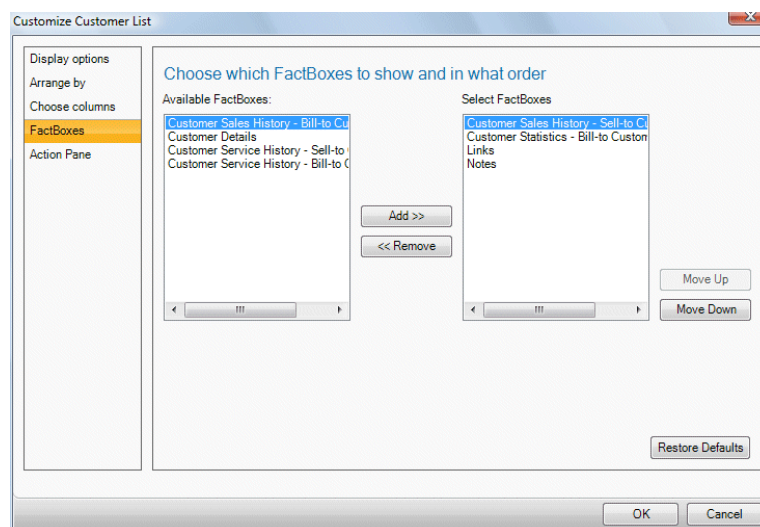 Customize Customer List
Display options
Arrange by
Choose columns
FactBoxes
Action Pane
Choose which FactBoxes to show and in what order
Available FactBoxes:
Customer Sales History - Bill-to Cu
Customer Details
Customer Service History - Sell-to
Customer Service History - Bill-to C
Add >>
<< Remove
Select FactBoxes
Customer Sales History - Sell-to Cu
Customer Statistics - Bill-to Custom
Links
Notes
Move Up
Move Down
Restore Defaults
OK
Cancel